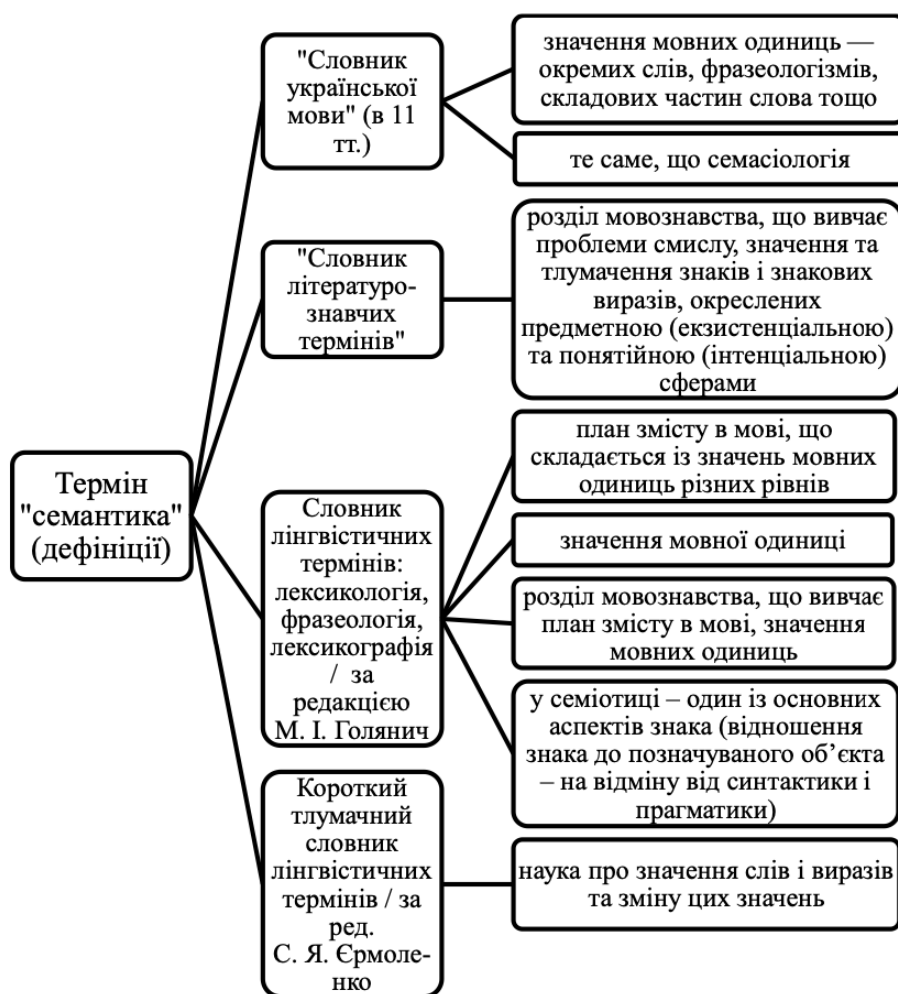 Термін
"семантика"
(дефініції)
"Словник
української
мови" (в 11
тт.)
значення мовних одиниць —
окремих слів, фразеологізмів,
складових частин слова тощо
те саме, що семасіологія
"Словник
літературо-
знавчих
термінів"
розділ мовознавства, що вивчає
проблеми смислу, значення та
тлумачення знаків і знакових
виразів, окреслених
предметною (екзистенціальною)
та понятійною (інтенціальною)
сферами
Словник
лінгвістичних
термінів:
лексикологія,
фразеологія,
лексикографія
/ за
редакцією
М. І. Голянич
план змісту в мові, що
складається із значень мовних
одиниць різних рівнів
значення мовної одиниці
розділ мовознавства, що вивчає
план змісту в мові, значення
мовних одиниць
у семіотиці – один із основних
аспектів знака (відношення
знака до позначуваного об’єкта
– на відміну від синтактики і
прагматики)
Короткий
тлумачний
словник
лінгвістичних
термінів / за
ред.
С. Я. Єрмоле-
нко
наука про значення слів і виразів
та зміну цих значень